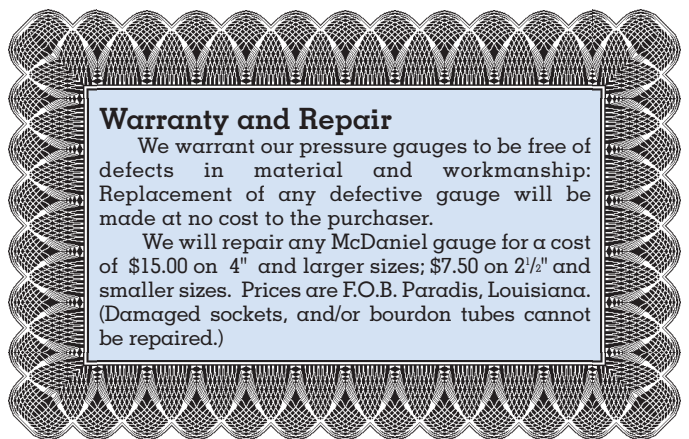 Warranty and Repair
We warrant our pressure gauges to be free of
defects in material and workmanship:
Replacement of any defective gauge will be
made at no cost to the purchaser.
We will repair any McDaniel gauge for a cost
of $15.00 on 4" and larger sizes; $7.50 on 2½" and
smaller sizes. Prices are F.O.B. Paradis, Louisiana.
(Damaged sockets, and/or bourdon tubes cannot
be repaired.)